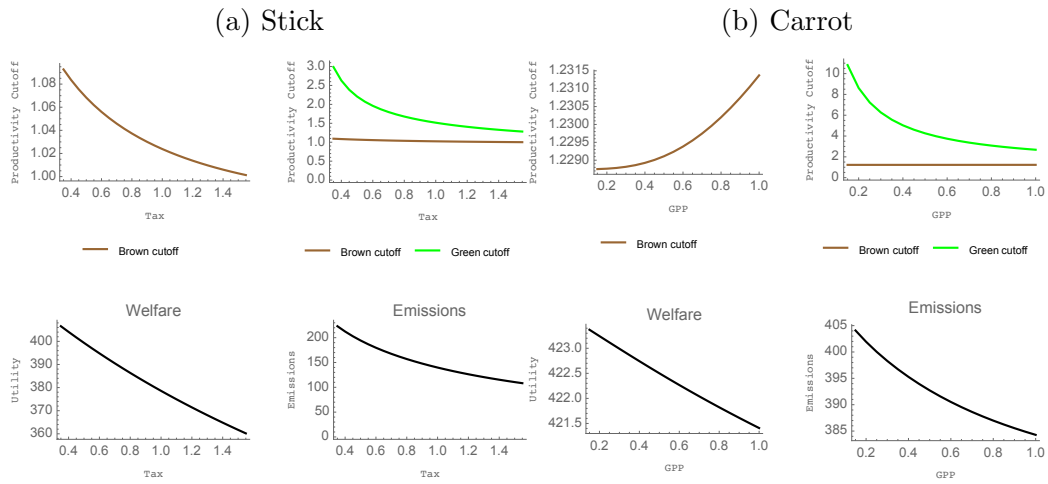 (a) Stick
(b) Carrot
Productivity Cutoff
1.08
1.06
1.04
1.02
1.00
0.4 0.6 0.8 1.0 1.2 1.4
Tax
Brown cutoff
Productivity Cutoff
3.0
2.5
2.0
1.5
1.0
0.5
0.0
0.4 0.6 0.8 1.0 1.2 1.4
Tax
Brown cutoff Green cutoff
Productivity Cutoff
1.2315
1.2310
1.2305
1.2300
1.2295
1.2290
0.2 0.4 0.6 0.8 1.0
GPP
Brown cutoff
Productivity Cutoff
10
8
6
4
2
0
0.2 0.4 0.6 0.8 1.0
GPP
Brown cutoff Green cutoff
Welfare
Utility
400
390
380
370
360
0.4 0.6 0.8 1.0 1.2 1.4
Tax
Emissions
Emissions
200
150
100
50
0
0.4 0.6 0.8 1.0 1.2 1.4
Tax
Welfare
Utility
423.0
422.5
422.0
421.5
0.2 0.4 0.6 0.8 1.0
GPP
Emissions
Emissions
405
400
395
390
385
0.2 0.4 0.6 0.8 1.0
GPP